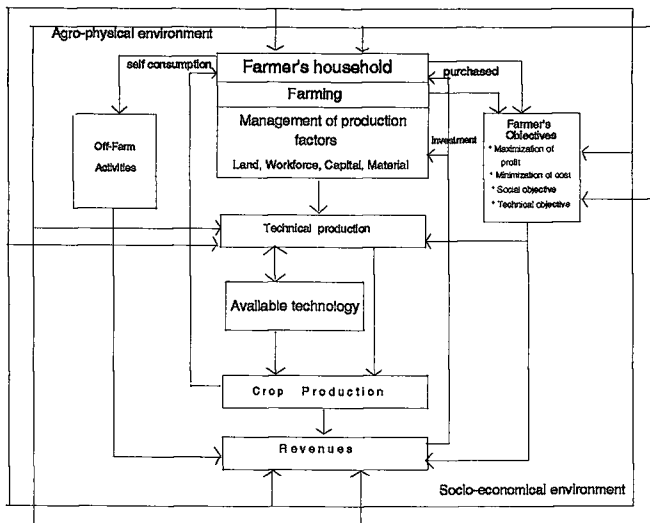 Agro-physical environment
self consumption
Farmer's household
purchased
Farming
Management of production
factors
Land, Workforce, Capital, Material
Investment
Off-Farm
Activities
Farmer's
Objectives
* Maximization of
profit
* Minimization of cost
* Social objective
* Technical objective
Technical production
Available technology
Crop Production
Revenues
Socio-economical environment